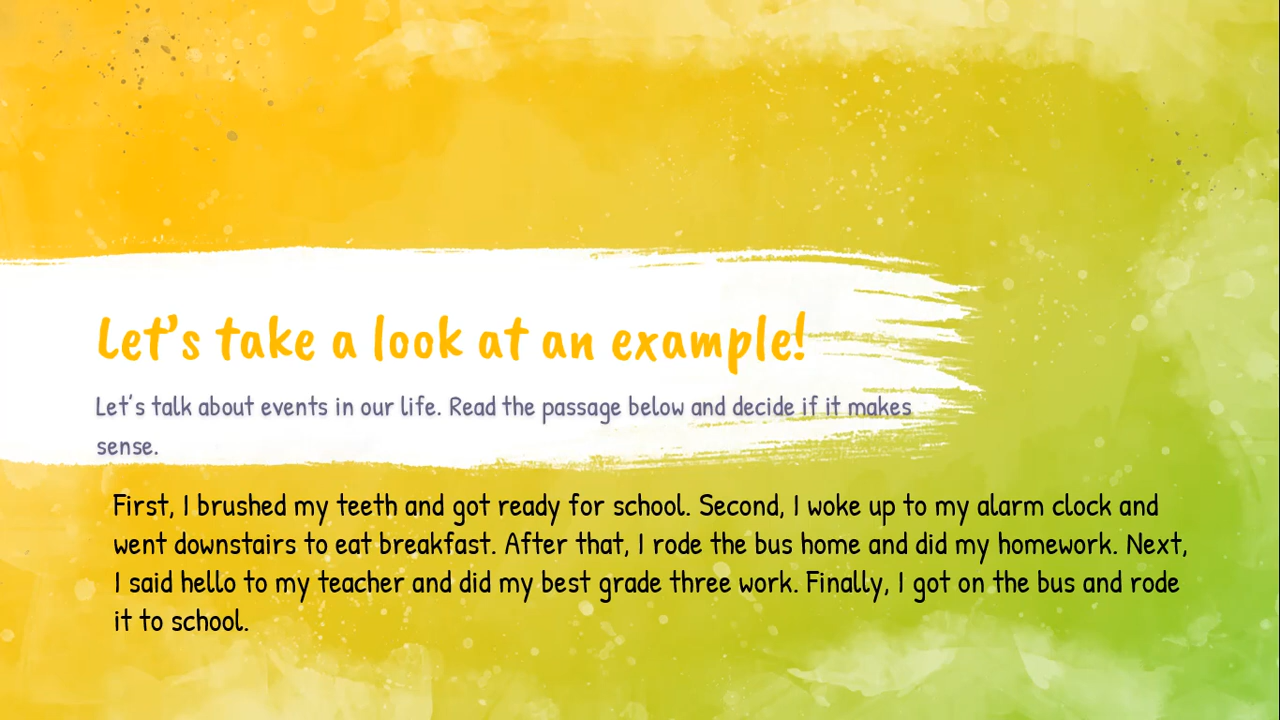 Let's take a look at an example!
Let's talk about events in our life. Read the passage below and decide if it makes
sense.
First, I brushed my teeth and got ready for school. Second, I woke up to my alarm clock and
went downstairs to eat breakfast. After that, I rode the bus home and did my homework. Next,
I said hello to my teacher and did my best grade three work. Finally, I got on the bus and rode
it to school.